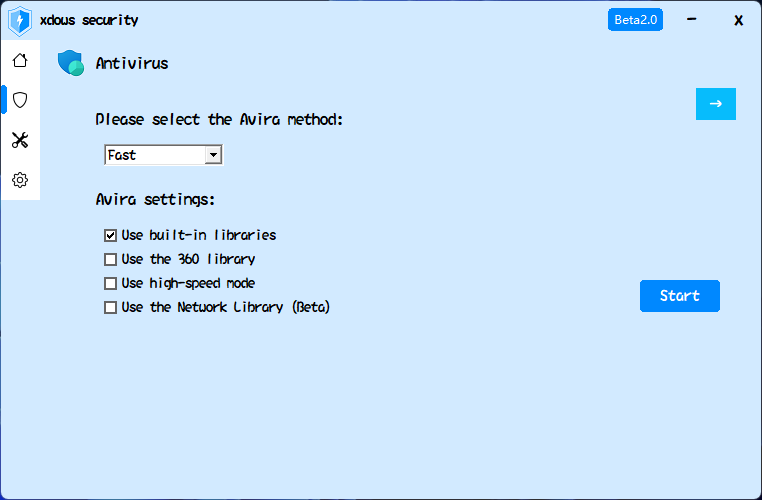 xdous security
Beta2.0
Antivirus
Please select the Avira method:
Fast
Avira settings:
Use built-in libraries
Use the 360 library
Use high-speed mode
Use the Network Library (Beta)
Start